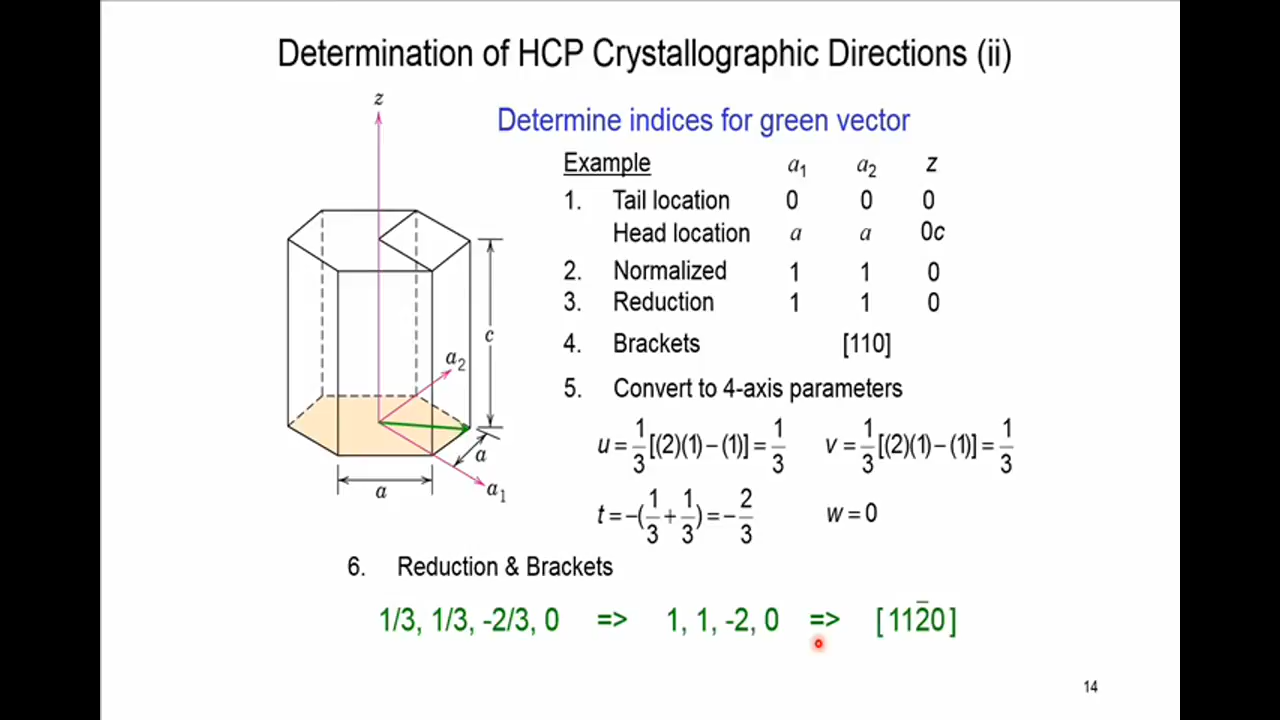 Determination of HCP Crystallographic Directions (ii)
z
Determine indices for green vector
Example a₁ a₂ z
1. Tail location 0 0 0
Head location a a 0c
2. Normalized 1 1 0
3. Reduction 1 1 0
4. Brackets [110]
5. Convert to 4-axis parameters
u = 1/3 [(2)(1) – (1)] = 1/3 v = 1/3 [(2)(1) – (1)] = 1/3
t = –(1/3 + 1/3) = – 2/3 w = 0
c
a₂
a
a₁
a
6. Reduction & Brackets
1/3, 1/3, -2/3, 0 => 1, 1, -2, 0 => [ 112̅0 ]
14